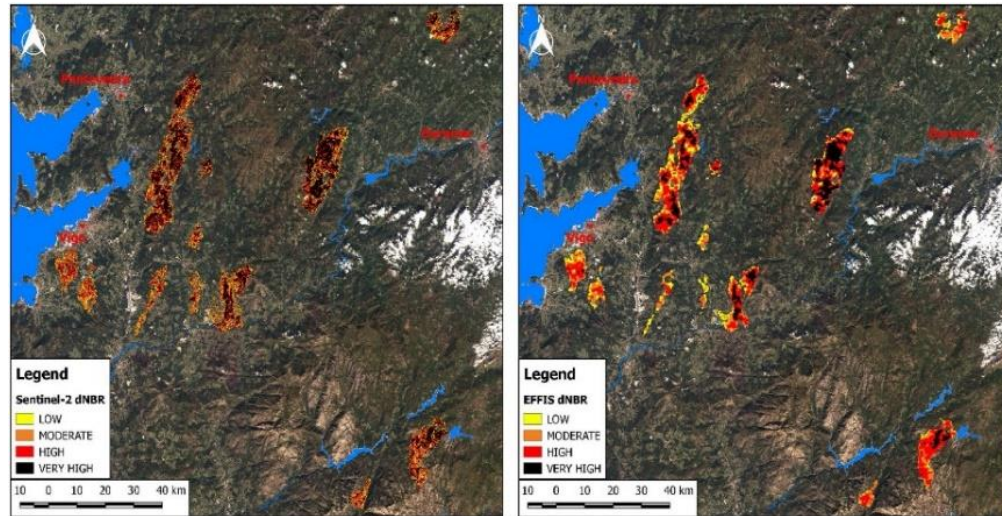 Pontevedra
Ourense
Vigo
Legend
Sentinel-2 dNBR
LOW
MODERATE
HIGH
VERY HIGH
10 0 10 20 30 40 km
Pontevedra
Ourense
Vigo
Legend
EFFIS dNBR
LOW
MODERATE
HIGH
VERY HIGH
10 0 10 20 30 40 km